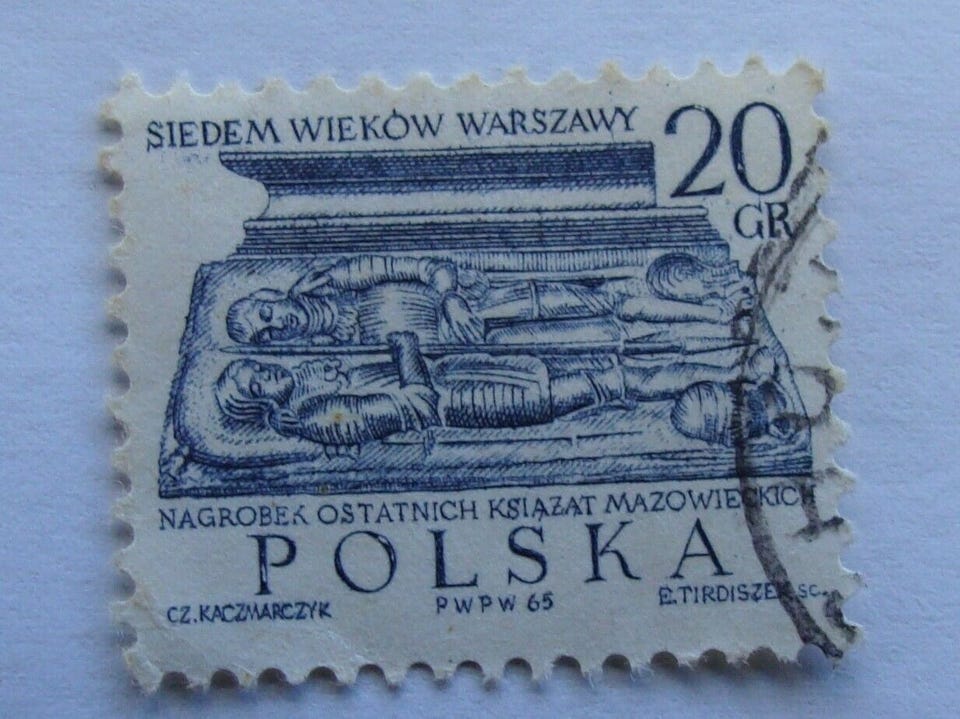 SIEDEM WIEKÓW WARSZAWY
20
GR
NAGROBEK OSTATNICH KSIĄŻĄT MAZOWIECKICH
POLSKA
CZ. KACZMARCZYK
PWPW 65
E. TIRDISZEK SC.